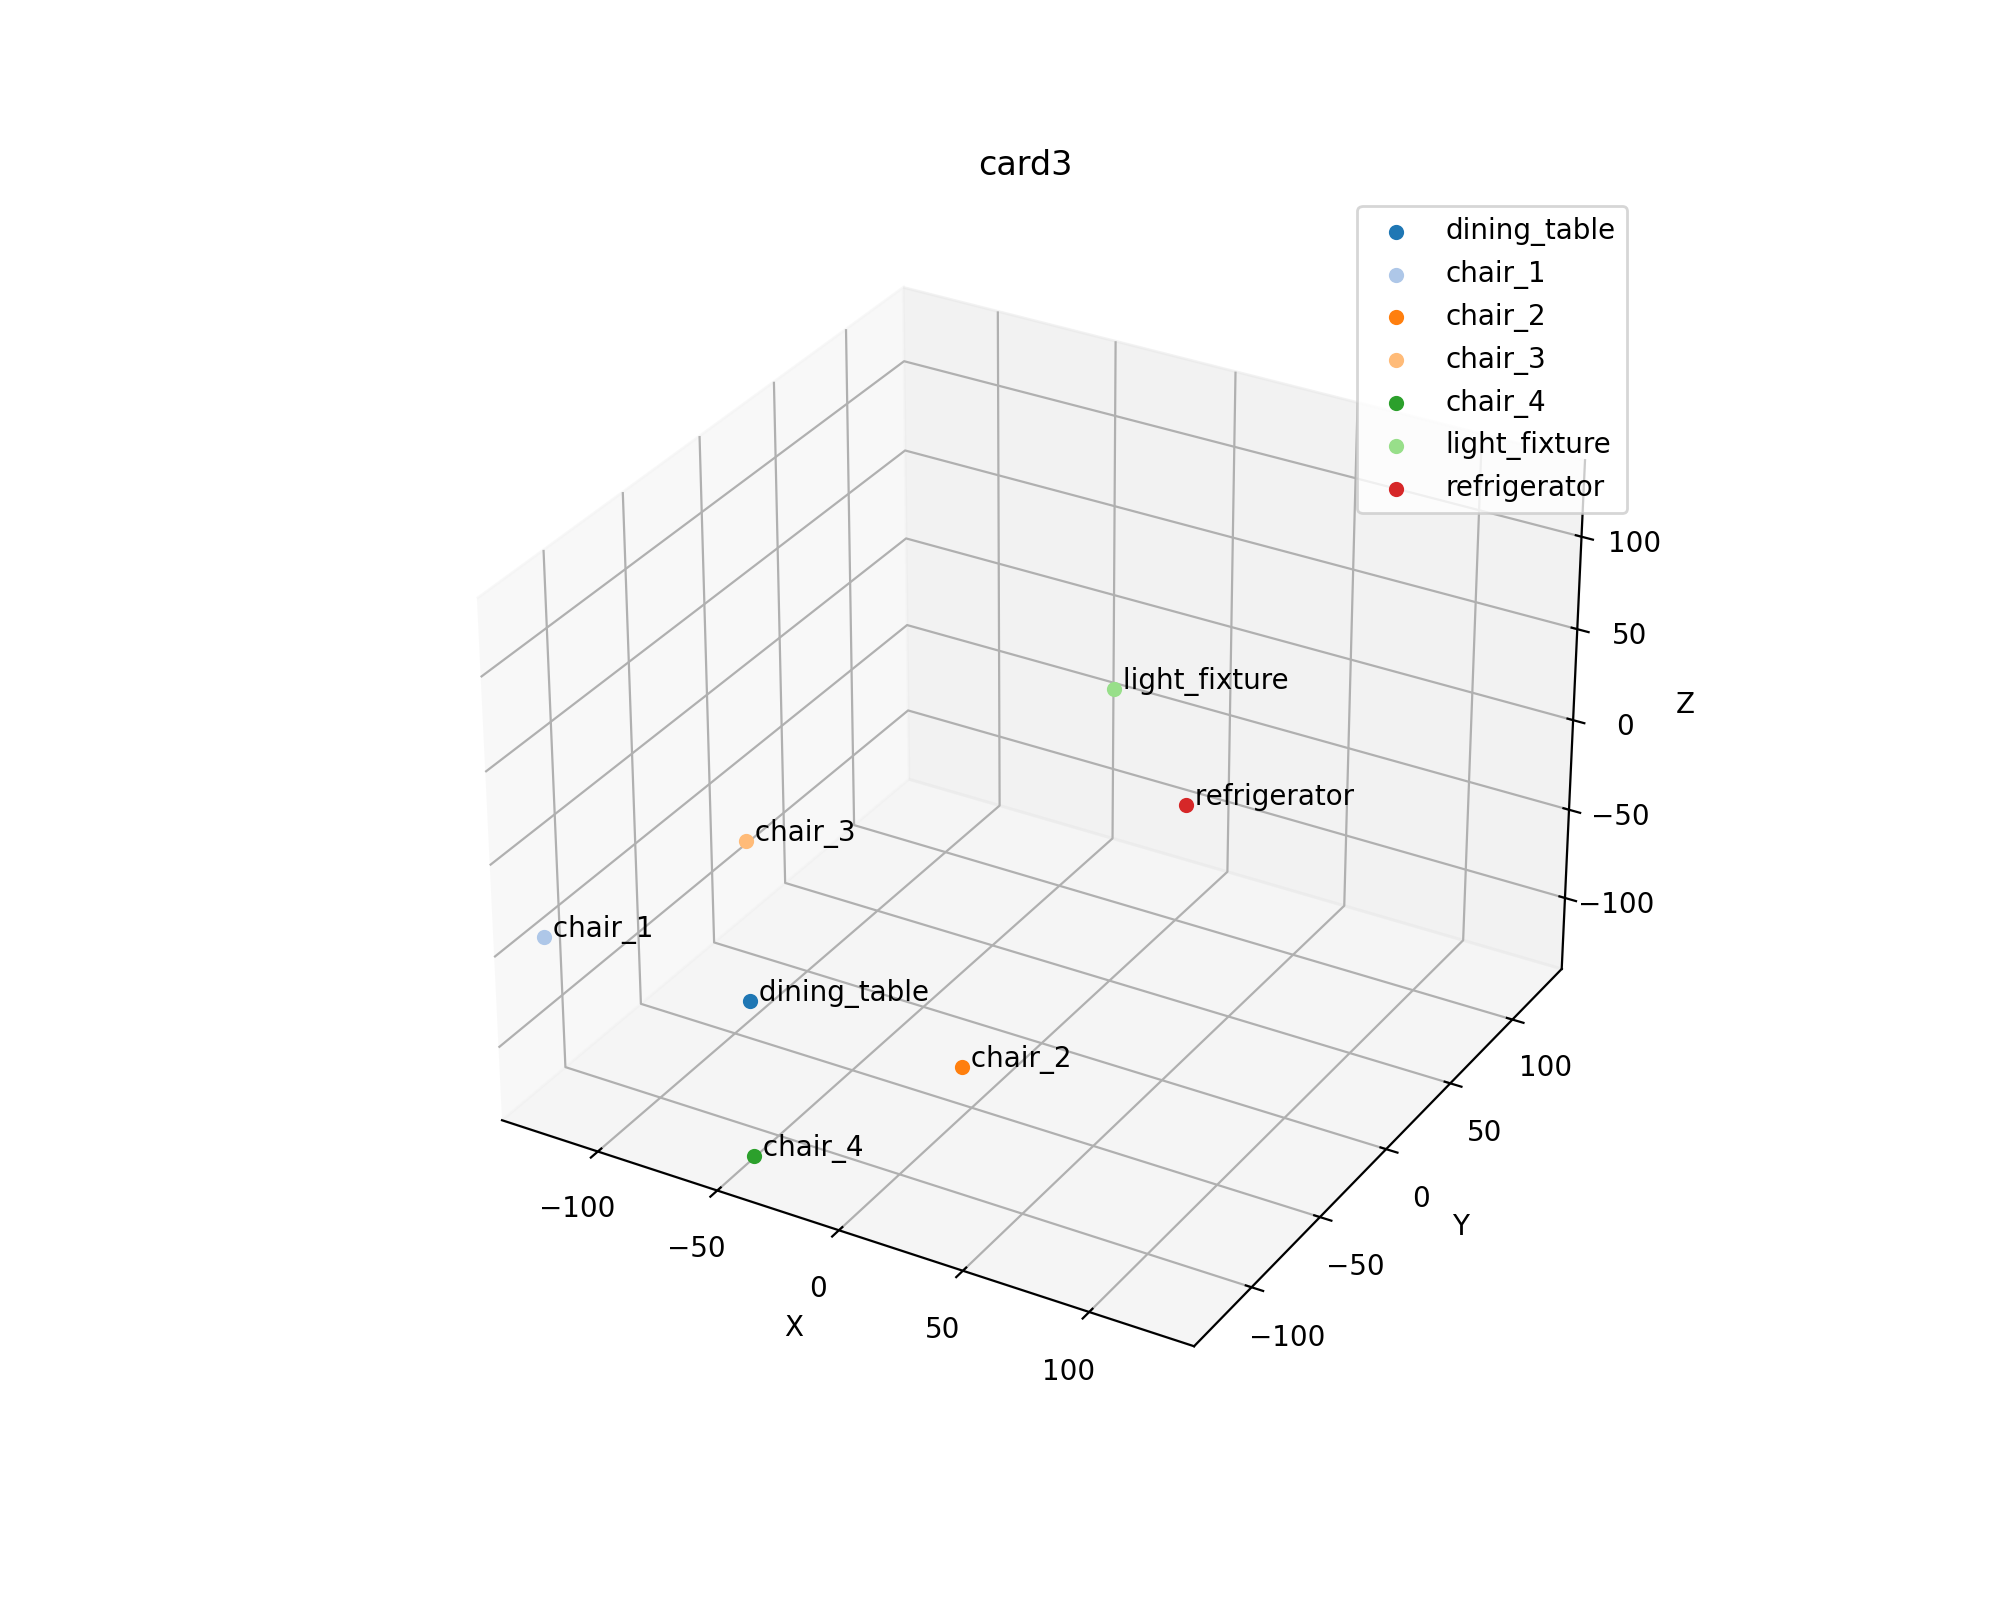 card3
dining_table
chair_1
chair_2
chair_3
chair_4
light_fixture
refrigerator
light_fixture
refrigerator
chair_3
chair_1
dining_table
chair_2
chair_4
100
50
0
−50
−100
Z
100
50
0
−50
−100
Y
−100
−50
0
50
100
X